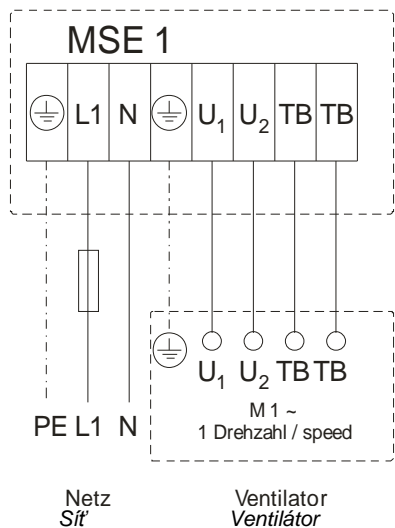 MSE 1
L1 N U₁ U₂ TB TB
U₁ U₂ TB TB
M 1 ~
1 Drehzahl / speed
PE L1 N
Netz Ventilator
Síť Ventilátor